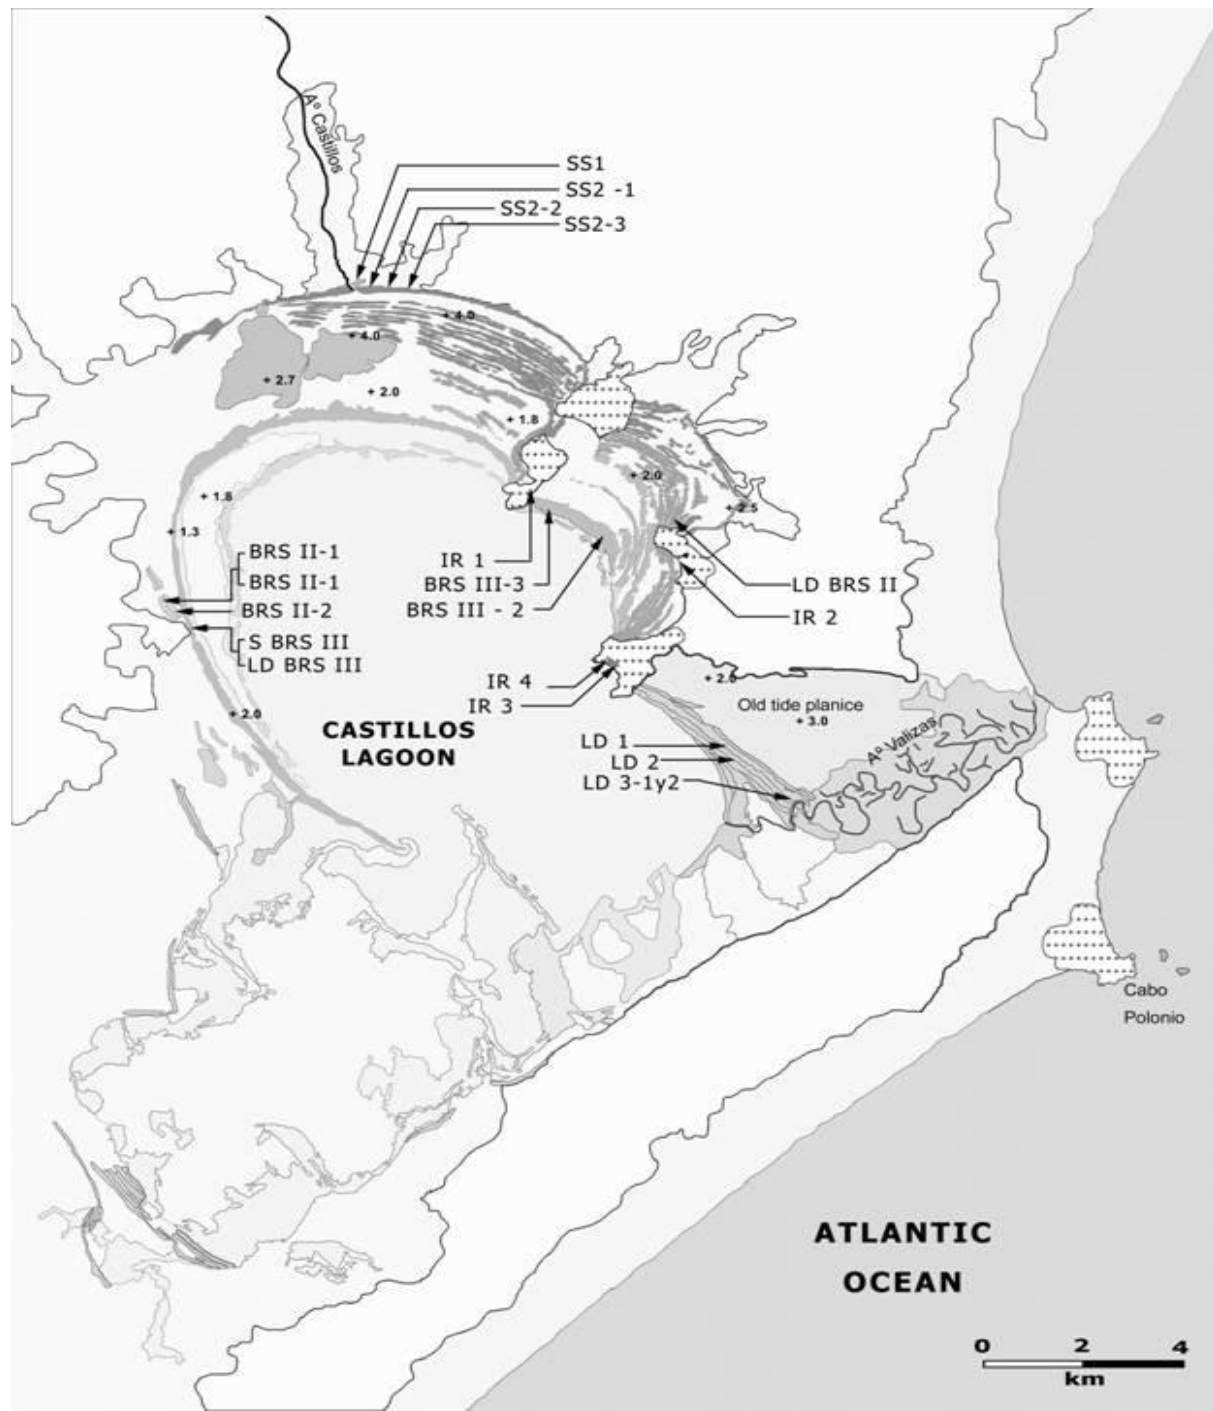 Aº Castillos
SS1
SS2 -1
SS2-2
SS2-3
+ 4.0
+ 4.0
+ 2.7
+ 2.0
+ 1.8
+ 2.0
+ 2.5
+ 1.8
+ 1.3
BRS II-1
BRS II-1
BRS II-2
S BRS III
LD BRS III
IR 1
BRS III-3
BRS III - 2
LD BRS II
IR 2
IR 4
IR 3
+ 2.0
+ 2.0
Old tide planice
+ 3.0
Aº Valizas
CASTILLOS
LAGOON
LD 1
LD 2
LD 3-1y2
Cabo
Polonio
ATLANTIC
OCEAN
0 2 4
km